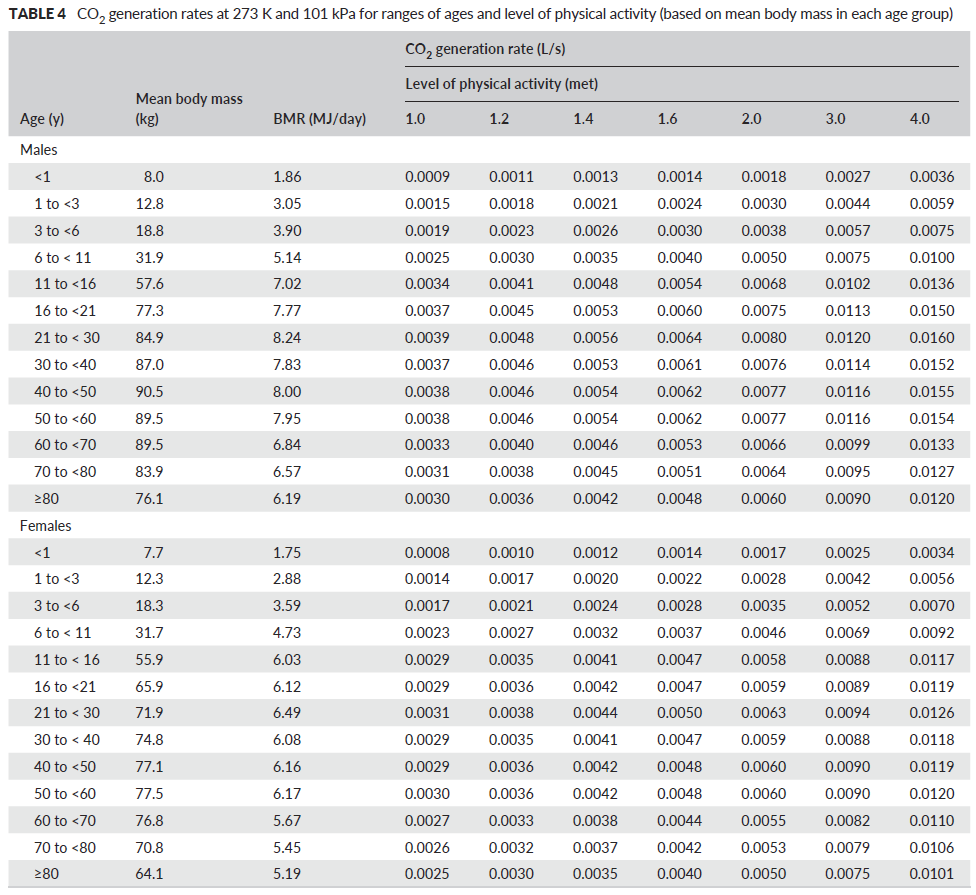 TABLE 4 CO2 generation rates at 273 K and 101 kPa for ranges of ages and level of physical activity (based on mean body mass in each age group)
CO2 generation rate (L/s)
Level of physical activity (met)
Age (y) Mean body mass (kg) BMR (MJ/day) 1.0 1.2 1.4 1.6 2.0 3.0 4.0
Males
<1 8.0 1.86 0.0009 0.0011 0.0013 0.0014 0.0018 0.0027 0.0036
1 to <3 12.8 3.05 0.0015 0.0018 0.0021 0.0024 0.0030 0.0044 0.0059
3 to <6 18.8 3.90 0.0019 0.0023 0.0026 0.0030 0.0038 0.0057 0.0075
6 to < 11 31.9 5.14 0.0025 0.0030 0.0035 0.0040 0.0050 0.0075 0.0100
11 to <16 57.6 7.02 0.0034 0.0041 0.0048 0.0054 0.0068 0.0102 0.0136
16 to <21 77.3 7.77 0.0037 0.0045 0.0053 0.0060 0.0075 0.0113 0.0150
21 to < 30 84.9 8.24 0.0039 0.0048 0.0056 0.0064 0.0080 0.0120 0.0160
30 to <40 87.0 7.83 0.0037 0.0046 0.0053 0.0061 0.0076 0.0114 0.0152
40 to <50 90.5 8.00 0.0038 0.0046 0.0054 0.0062 0.0077 0.0116 0.0155
50 to <60 89.5 7.95 0.0038 0.0046 0.0054 0.0062 0.0077 0.0116 0.0154
60 to <70 89.5 6.84 0.0033 0.0040 0.0046 0.0053 0.0066 0.0099 0.0133
70 to <80 83.9 6.57 0.0031 0.0038 0.0045 0.0051 0.0064 0.0095 0.0127
≥80 76.1 6.19 0.0030 0.0036 0.0042 0.0048 0.0060 0.0090 0.0120
Females
<1 7.7 1.75 0.0008 0.0010 0.0012 0.0014 0.0017 0.0025 0.0034
1 to <3 12.3 2.88 0.0014 0.0017 0.0020 0.0022 0.0028 0.0042 0.0056
3 to <6 18.3 3.59 0.0017 0.0021 0.0024 0.0028 0.0035 0.0052 0.0070
6 to < 11 31.7 4.73 0.0023 0.0027 0.0032 0.0037 0.0046 0.0069 0.0092
11 to < 16 55.9 6.03 0.0029 0.0035 0.0041 0.0047 0.0058 0.0088 0.0117
16 to <21 65.9 6.12 0.0029 0.0036 0.0042 0.0047 0.0059 0.0089 0.0119
21 to < 30 71.9 6.49 0.0031 0.0038 0.0044 0.0050 0.0063 0.0094 0.0126
30 to < 40 74.8 6.08 0.0029 0.0035 0.0041 0.0047 0.0059 0.0088 0.0118
40 to <50 77.1 6.16 0.0029 0.0036 0.0042 0.0048 0.0060 0.0090 0.0119
50 to <60 77.5 6.17 0.0030 0.0036 0.0042 0.0048 0.0060 0.0090 0.0120
60 to <70 76.8 5.67 0.0027 0.0033 0.0038 0.0044 0.0055 0.0082 0.0110
70 to <80 70.8 5.45 0.0026 0.0032 0.0037 0.0042 0.0053 0.0079 0.0106
≥80 64.1 5.19 0.0025 0.0030 0.0035 0.0040 0.0050 0.0075 0.0101